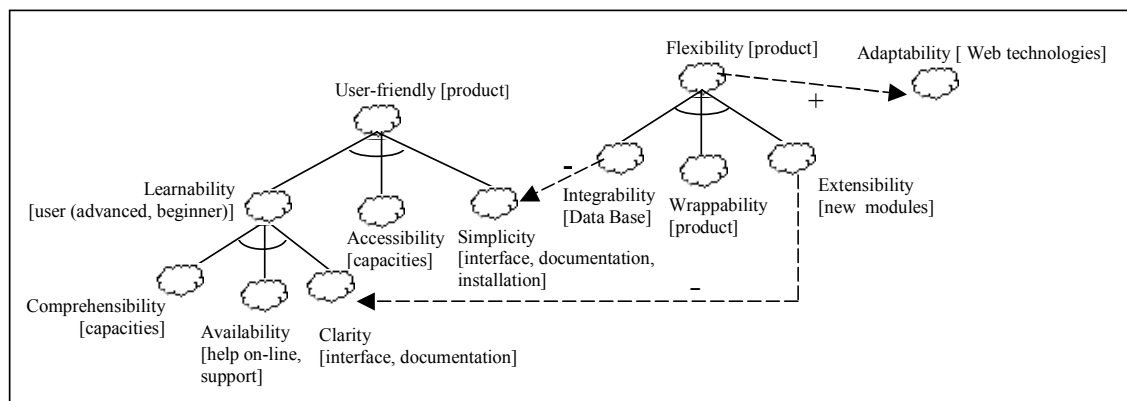 Flexibility [product]
Adaptability [ Web technologies]
+
User-friendly [product]
-
Learnability
[user (advanced, beginner)]
Integrability
[Data Base]
Wrappability
[product]
Extensibility
[new modules]
Accessibility
[capacities]
Simplicity
[interface, documentation,
installation]
-
Comprehensibility
[capacities]
Availability
[help on-line,
support]
Clarity
[interface, documentation]